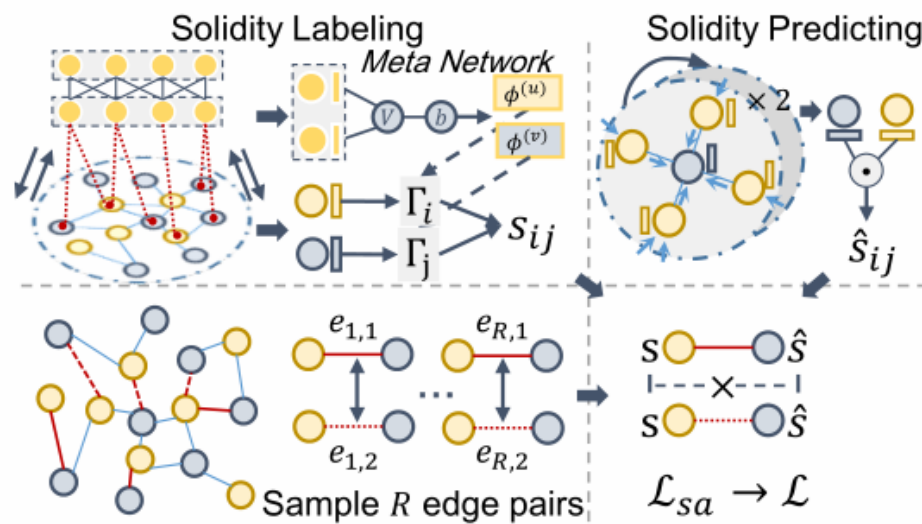 Solidity Labeling
Solidity Predicting
Meta Network
V
b
ϕ^(u)
ϕ^(v)
Γ_i
Γ_j
s_ij
× 2
ŝ_ij
e_1,1
e_R,1
...
e_1,2
e_R,2
Sample R edge pairs
s ŝ
×
s ŝ
ℒ_sa → ℒ